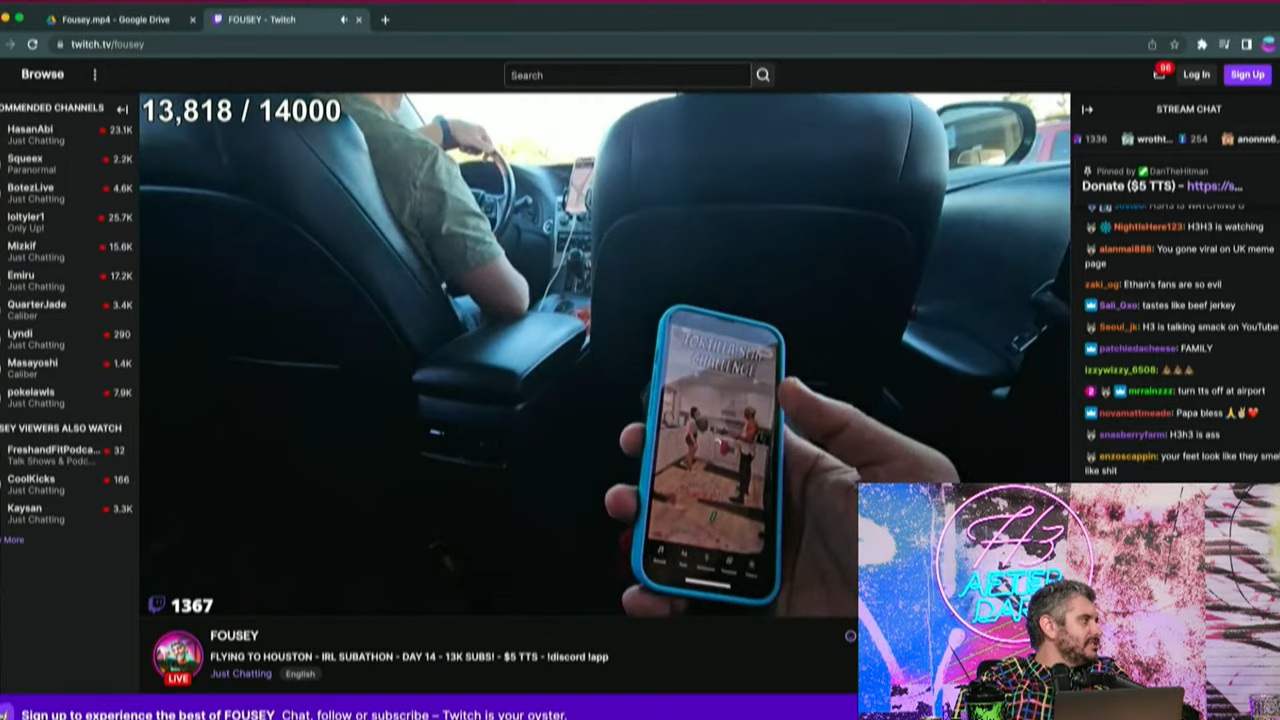 Fousey.mp4 - Google Drive
FOUSEY - Twitch
twitch.tv/fousey
Browse
Search
96
Log In
Sign Up
OMMENDED CHANNELS
HasanAbi
23.1K
Just Chatting
Squeex
2.2K
Paranormal
BotezLive
4.6K
Just Chatting
loltyler1
25.7K
Only Up!
Mizkif
15.6K
Just Chatting
Emiru
17.2K
Just Chatting
QuarterJade
3.4K
Caliber
Lyndi
290
Just Chatting
Masayoshi
1.4K
Caliber
pokelawls
7.9K
Just Chatting
SEY VIEWERS ALSO WATCH
FreshandFitPodca...
32
Talk Shows & Podc...
CoolKicks
166
Just Chatting
Kaysan
3.3K
Just Chatting
More
13,818 / 14000
TORTILLA SLAP
CHALLENGE
1367
FOUSEY
FLYING TO HOUSTON - IRL SUBATHON - DAY 14 - 13K SUBS! - $5 TTS - !discord !app
Just Chatting
English
LIVE
Sign up to experience the best of FOUSEY Chat, follow or subscribe – Twitch is your oyster.
STREAM CHAT
1336 wrotht... 254 anonnn6...
Pinned by DanTheHitman
Donate ($5 TTS) - https://s...
NightIsHere123: H3H3 is watching
alanmai888: You gone viral on UK meme
page
zaki_og: Ethan's fans are so evil
Sali_Oxo: tastes like beef jerkey
Seoul_jk: H3 is talking smack on YouTube
patchiedacheese: FAMILY
izzywizzy_6508:
mrrainzzz: turn tts off at airport
novamattmeade: Papa bless
snasberryfarm: H3h3 is ass
enzoscappin: your feet look like they sme
like shit
H3
AFTER
DAR